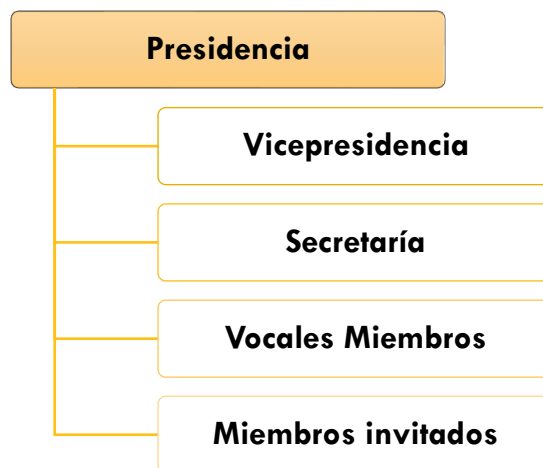 Presidencia
Vicepresidencia
Secretaría
Vocales Miembros
Miembros invitados